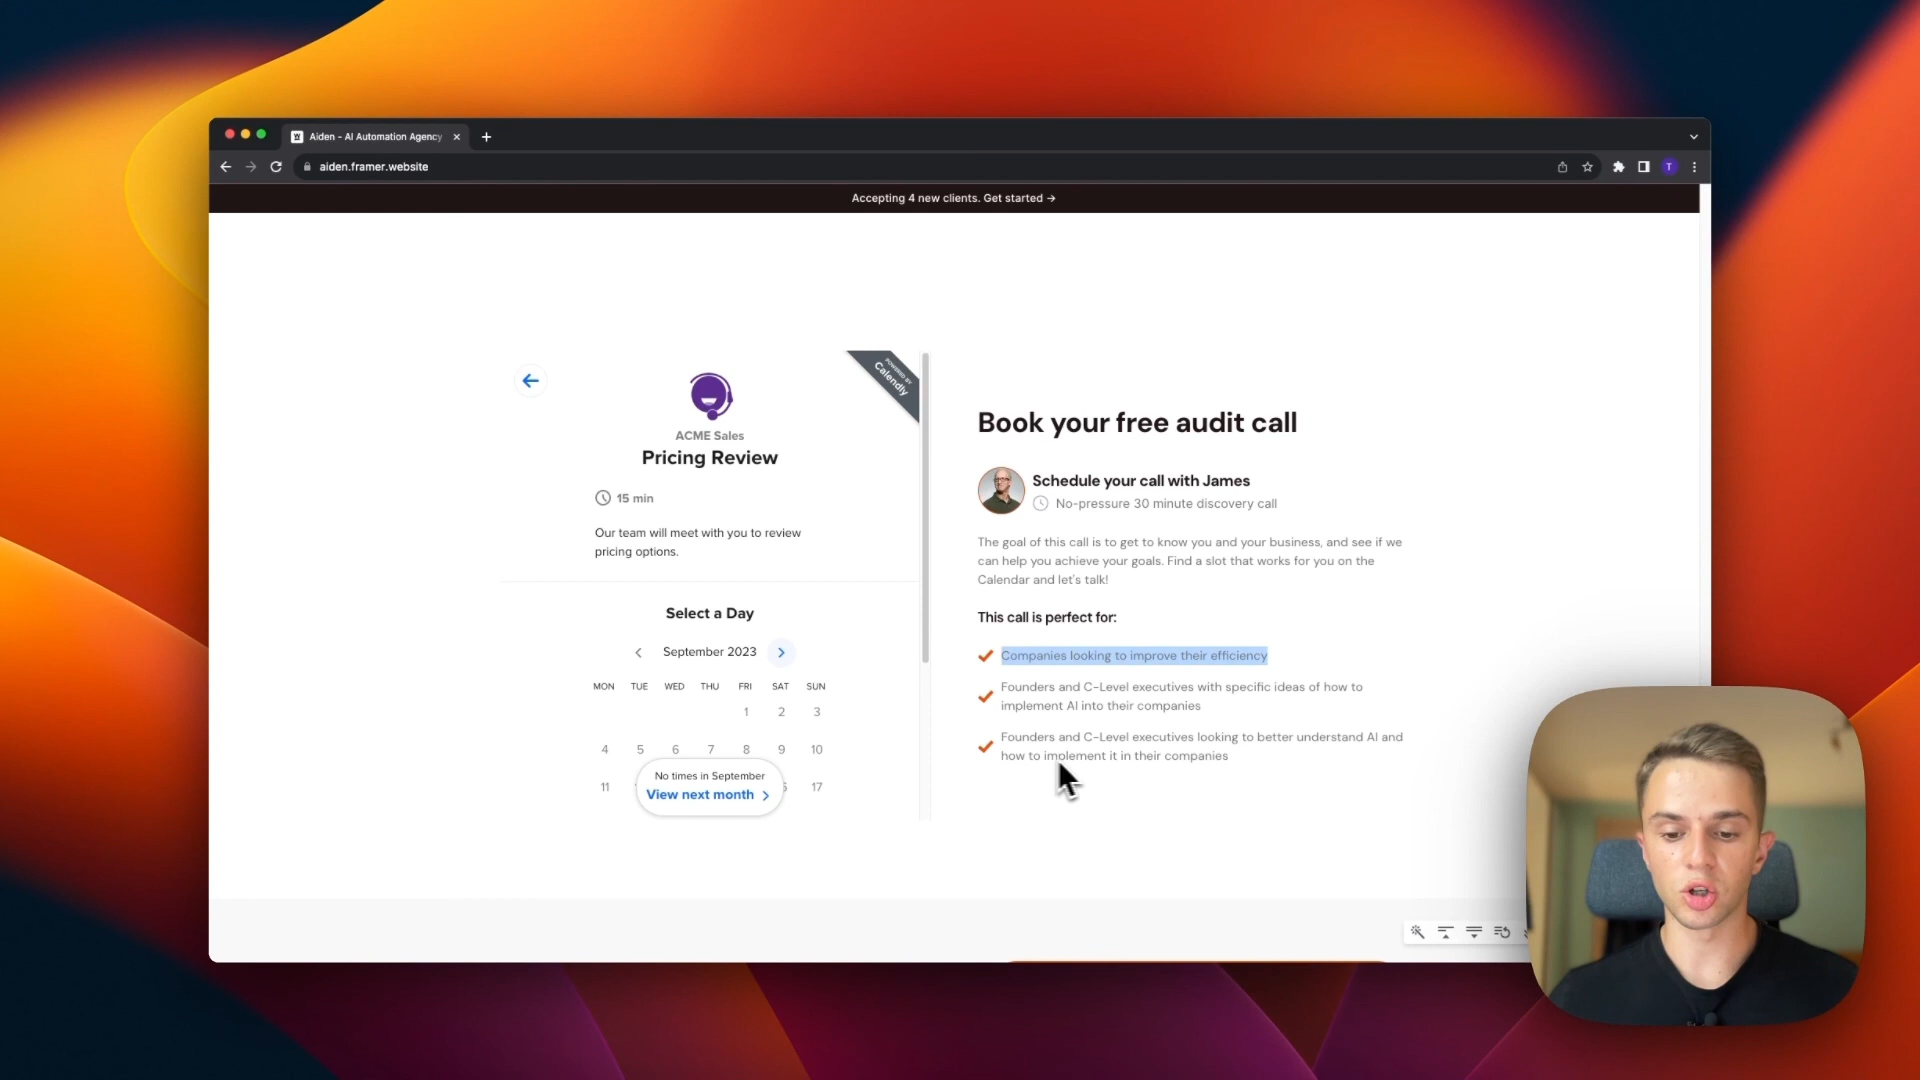 Aiden - AI Automation Agency
aiden.framer.website
T
Accepting 4 new clients. Get started →
POWERED BY
Calendly
ACME Sales
Pricing Review
15 min
Our team will meet with you to review
pricing options.
Select a Day
September 2023
MON TUE WED THU FRI SAT SUN
1 2 3
4 5 6 7 8 9 10
11 17
No times in September
View next month
Book your free audit call
Schedule your call with James
No-pressure 30 minute discovery call
The goal of this call is to get to know you and your business, and see if we
can help you achieve your goals. Find a slot that works for you on the
Calendar and let's talk!
This call is perfect for:
Companies looking to improve their efficiency
Founders and C-Level executives with specific ideas of how to
implement AI into their companies
Founders and C-Level executives looking to better understand AI and
how to implement it in their companies